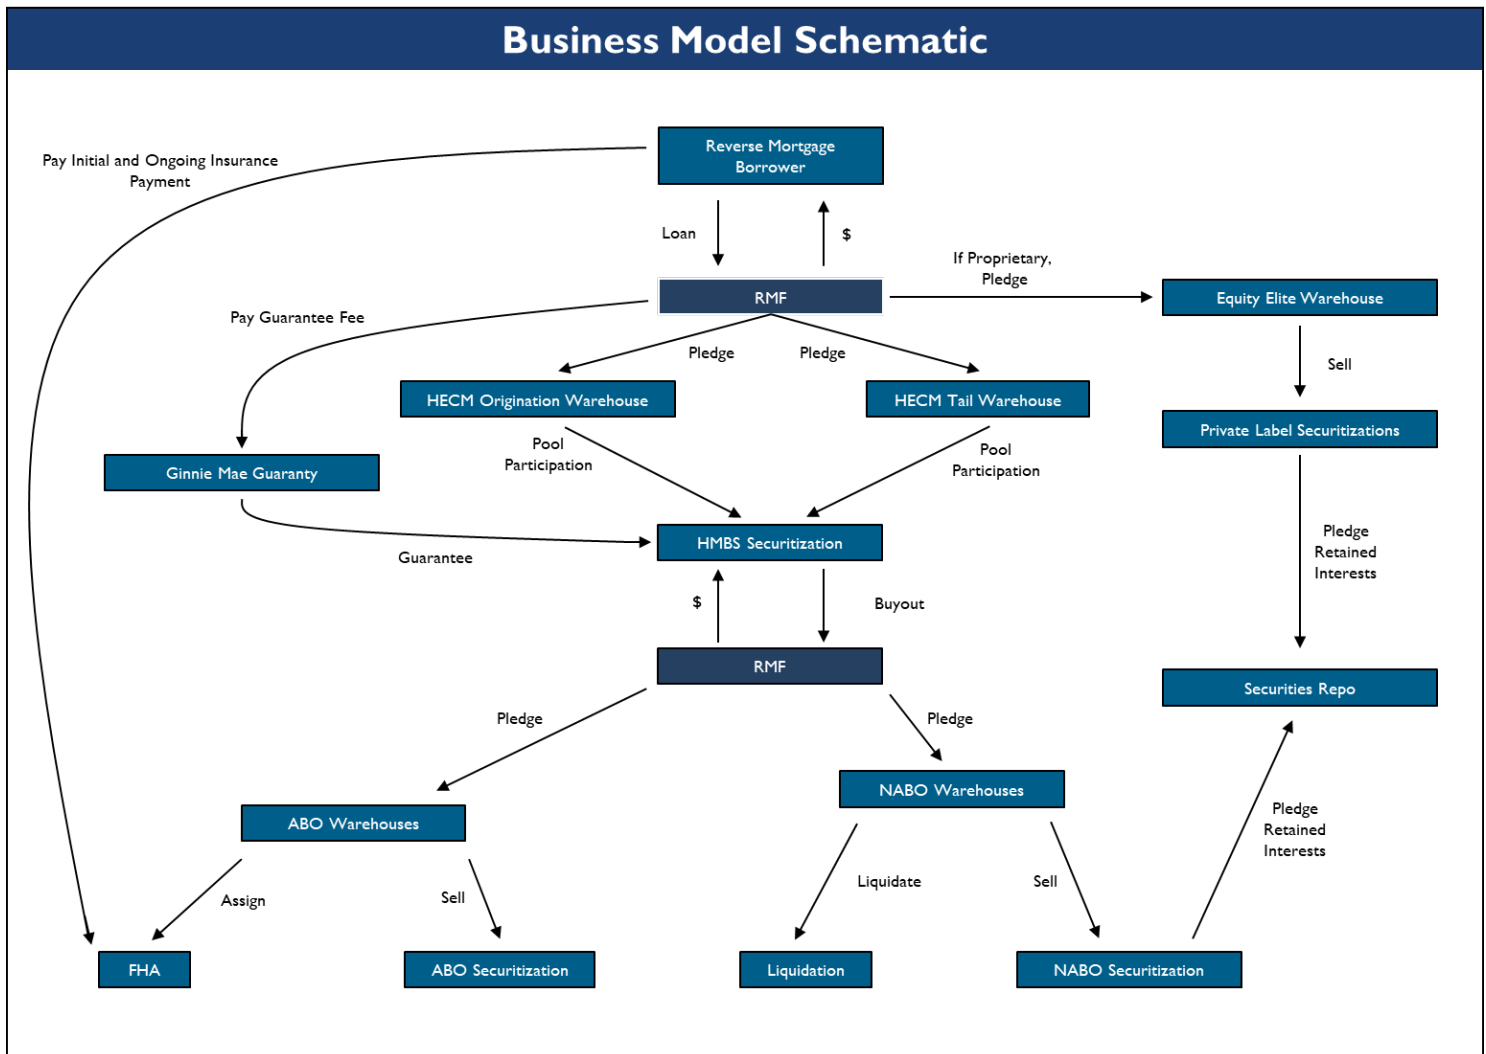 Business Model Schematic
Reverse Mortgage
Borrower
Pay Initial and Ongoing Insurance
Payment
Loan
$
If Proprietary,
Pledge
RMF
Equity Elite Warehouse
Pay Guarantee Fee
Pledge
Pledge
Sell
HECM Origination Warehouse
HECM Tail Warehouse
Private Label Securitizations
Pool
Participation
Pool
Participation
Ginnie Mae Guaranty
Pledge
Retained
Interests
HMBS Securitization
Guarantee
$
Buyout
RMF
Securities Repo
Pledge
Pledge
NABO Warehouses
ABO Warehouses
Pledge
Retained
Interests
Liquidate
Sell
Assign
Sell
FHA
ABO Securitization
Liquidation
NABO Securitization